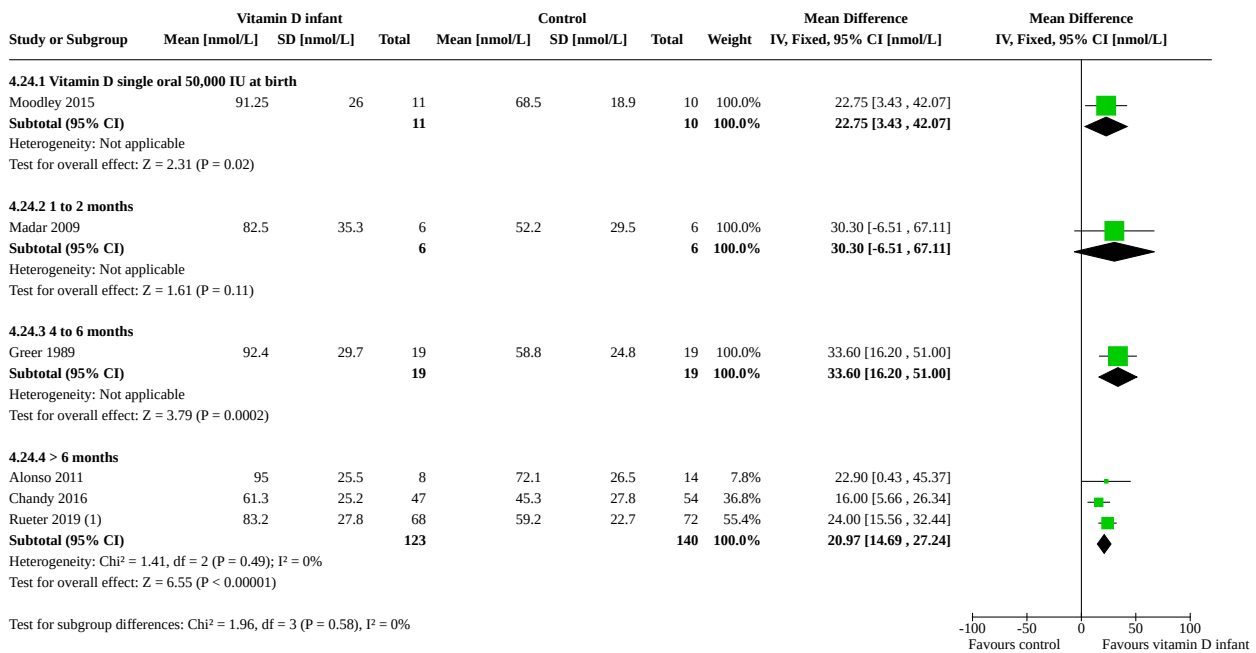 Vitamin D infant Control Mean Difference Mean Difference
Study or Subgroup Mean [nmol/L] SD [nmol/L] Total Mean [nmol/L] SD [nmol/L] Total Weight IV, Fixed, 95% CI [nmol/L] IV, Fixed, 95% CI [nmol/L]
4.24.1 Vitamin D single oral 50,000 IU at birth
Moodley 2015 91.25 26 11 68.5 18.9 10 100.0% 22.75 [3.43 , 42.07]
Subtotal (95% CI) 11 10 100.0% 22.75 [3.43 , 42.07]
Heterogeneity: Not applicable
Test for overall effect: Z = 2.31 (P = 0.02)
4.24.2 1 to 2 months
Madar 2009 82.5 35.3 6 52.2 29.5 6 100.0% 30.30 [-6.51 , 67.11]
Subtotal (95% CI) 6 6 100.0% 30.30 [-6.51 , 67.11]
Heterogeneity: Not applicable
Test for overall effect: Z = 1.61 (P = 0.11)
4.24.3 4 to 6 months
Greer 1989 92.4 29.7 19 58.8 24.8 19 100.0% 33.60 [16.20 , 51.00]
Subtotal (95% CI) 19 19 100.0% 33.60 [16.20 , 51.00]
Heterogeneity: Not applicable
Test for overall effect: Z = 3.79 (P = 0.0002)
4.24.4 > 6 months
Alonso 2011 95 25.5 8 72.1 26.5 14 7.8% 22.90 [0.43 , 45.37]
Chandy 2016 61.3 25.2 47 45.3 27.8 54 36.8% 16.00 [5.66 , 26.34]
Rueter 2019 (1) 83.2 27.8 68 59.2 22.7 72 55.4% 24.00 [15.56 , 32.44]
Subtotal (95% CI) 123 140 100.0% 20.97 [14.69 , 27.24]
Heterogeneity: Chi² = 1.41, df = 2 (P = 0.49); I² = 0%
Test for overall effect: Z = 6.55 (P < 0.00001)
Test for subgroup differences: Chi² = 1.96, df = 3 (P = 0.58), I² = 0%
-100 -50 0 50 100
Favours control Favours vitamin D infant